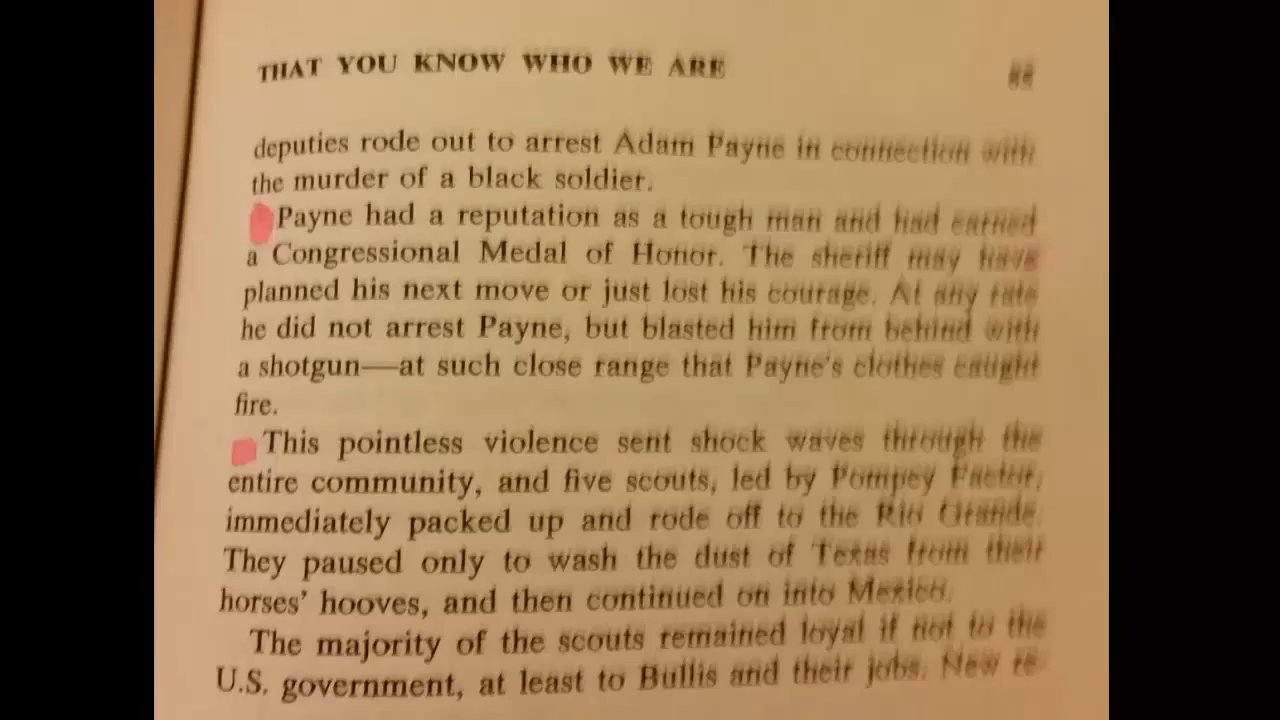 THAT YOU KNOW WHO WE ARE
deputies rode out to arrest Adam Payne in connection with
the murder of a black soldier.
Payne had a reputation as a tough man and had earned
a Congressional Medal of Honor. The sheriff may have
planned his next move or just lost his courage. At any rate
he did not arrest Payne, but blasted him from behind with
a shotgun—at such close range that Payne's clothes caught
fire.
This pointless violence sent shock waves through the
entire community, and five scouts, led by Pompey Factor,
immediately packed up and rode off to the Rio Grande.
They paused only to wash the dust of Texas from their
horses' hooves, and then continued on into Mexico.
The majority of the scouts remained loyal if not to the
U.S. government, at least to Bullis and their jobs. New re-